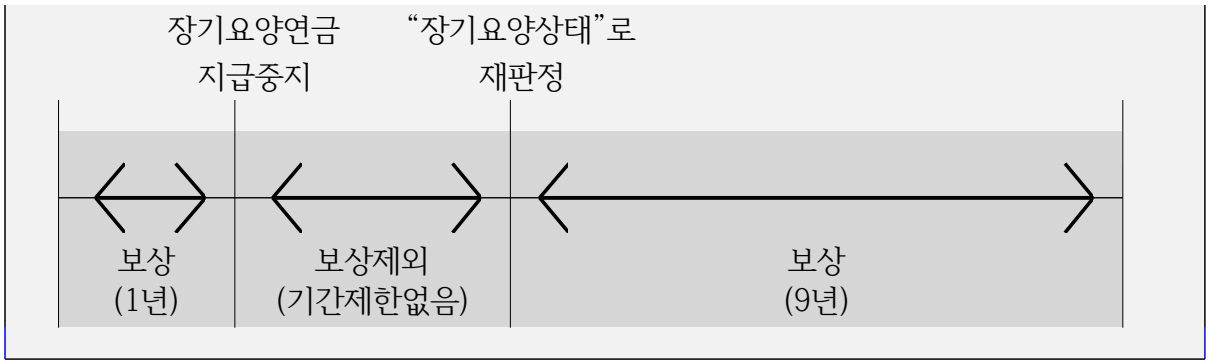 장기요양연금
지급중지
“장기요양상태”로
재판정
보상
(1년)
보상제외
(기간제한없음)
보상
(9년)